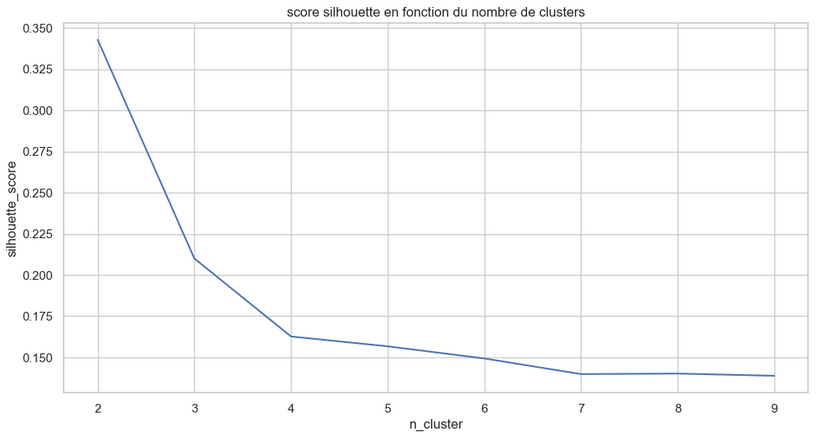 score silhouette en fonction du nombre de clusters
0.350
0.325
0.300
0.275
0.250
0.225
0.200
0.175
0.150
silhouette_score
2 3 4 5 6 7 8 9
n_cluster